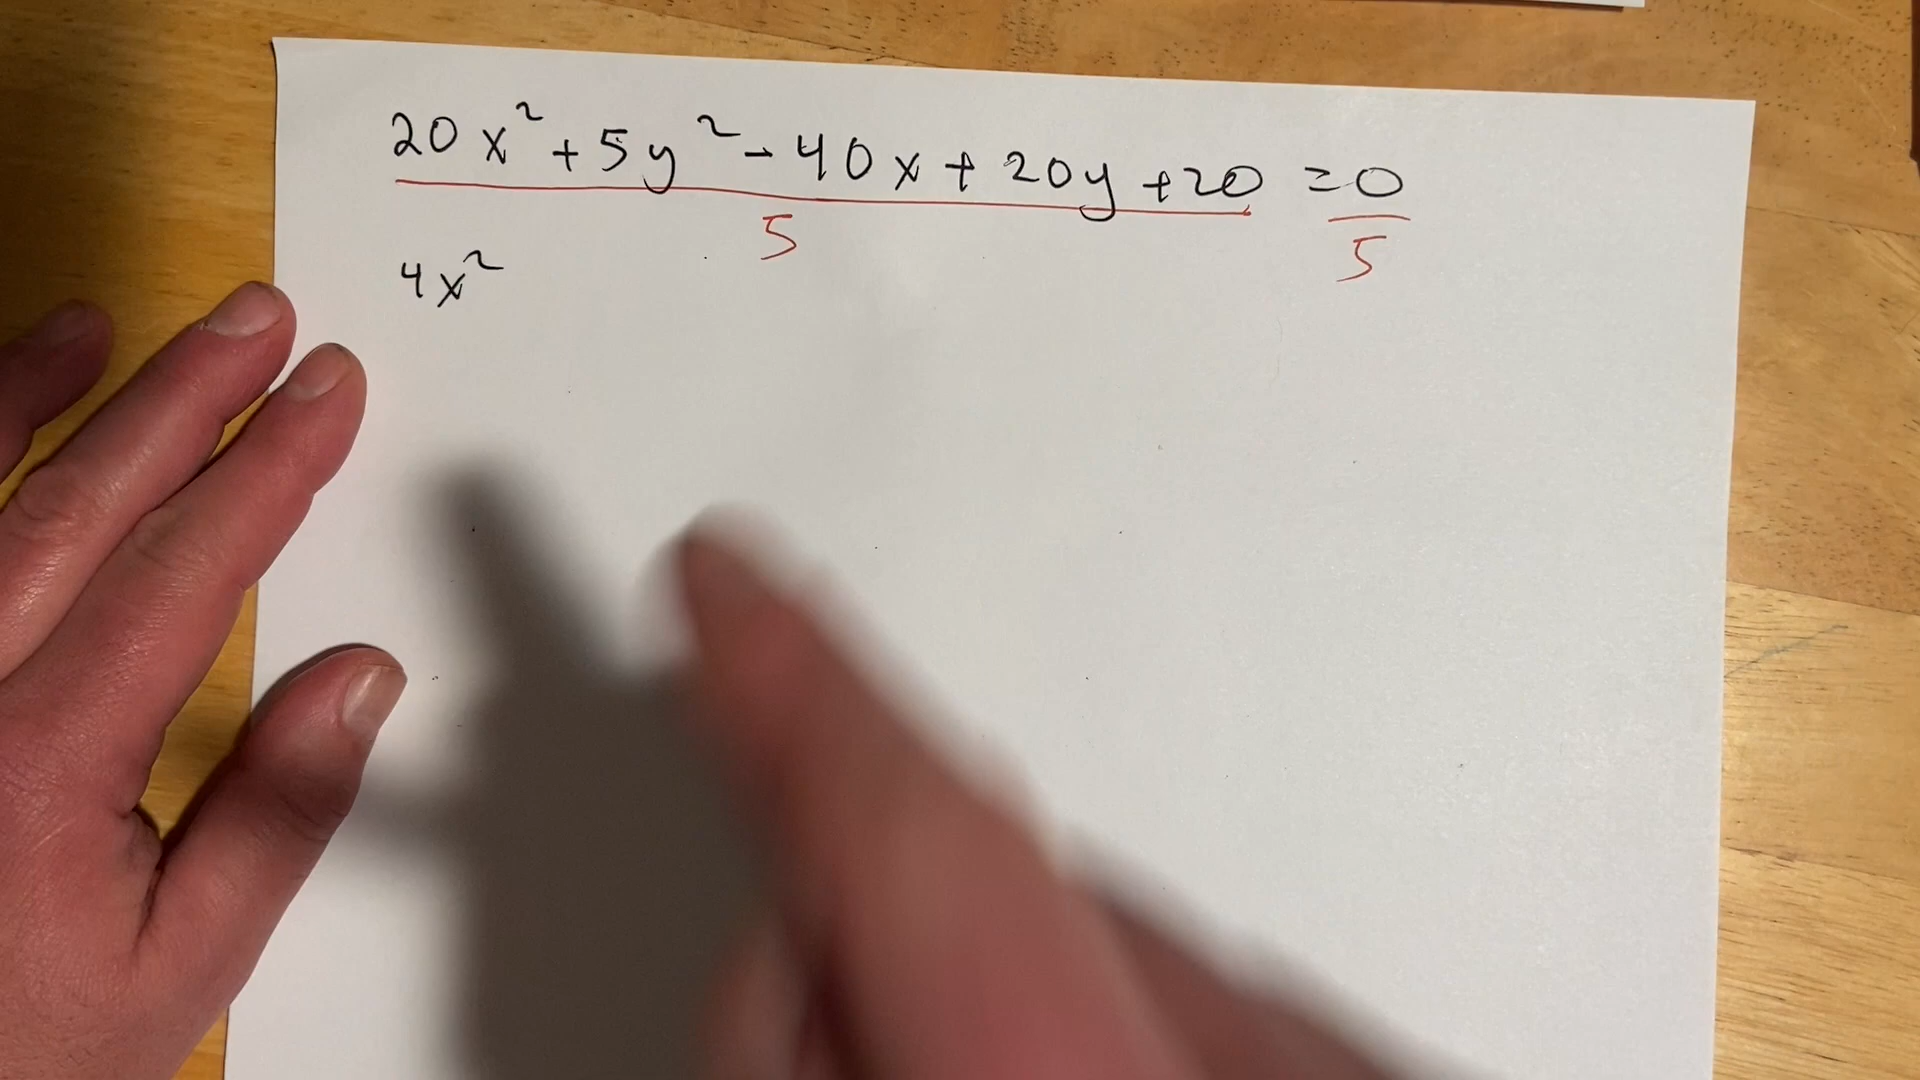 20x² + 5y² - 40x + 20y + 20 = 0
5 5
4x²